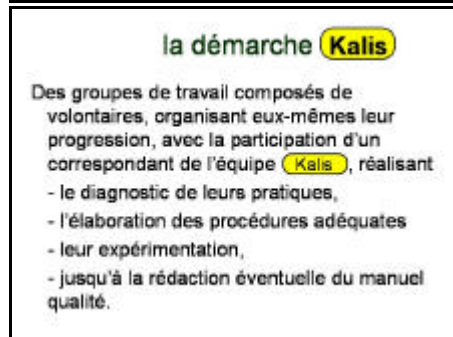 la démarche Kalis
Des groupes de travail composés de
volontaires, organisant eux-mêmes leur
progression, avec la participation d'un
correspondant de l'équipe Kalis, réalisant
- le diagnostic de leurs pratiques,
- l'élaboration des procédures adéquates
- leur expérimentation,
- jusqu'à la rédaction éventuelle du manuel
qualité.